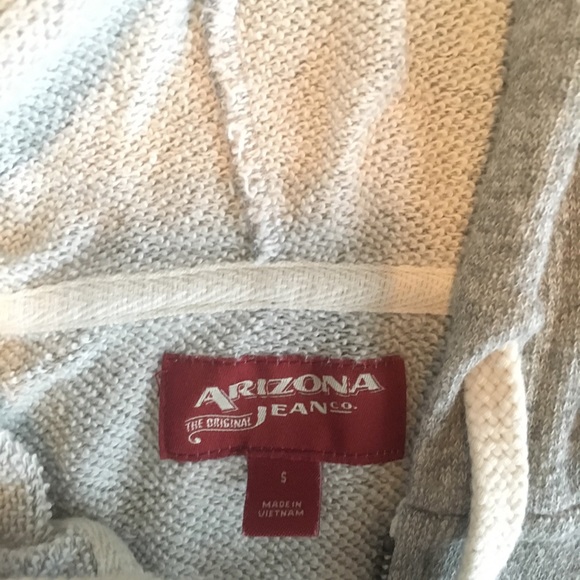 ARIZONA
THE ORIGINAL JEAN CO.
S
MADE IN
VIETNAM